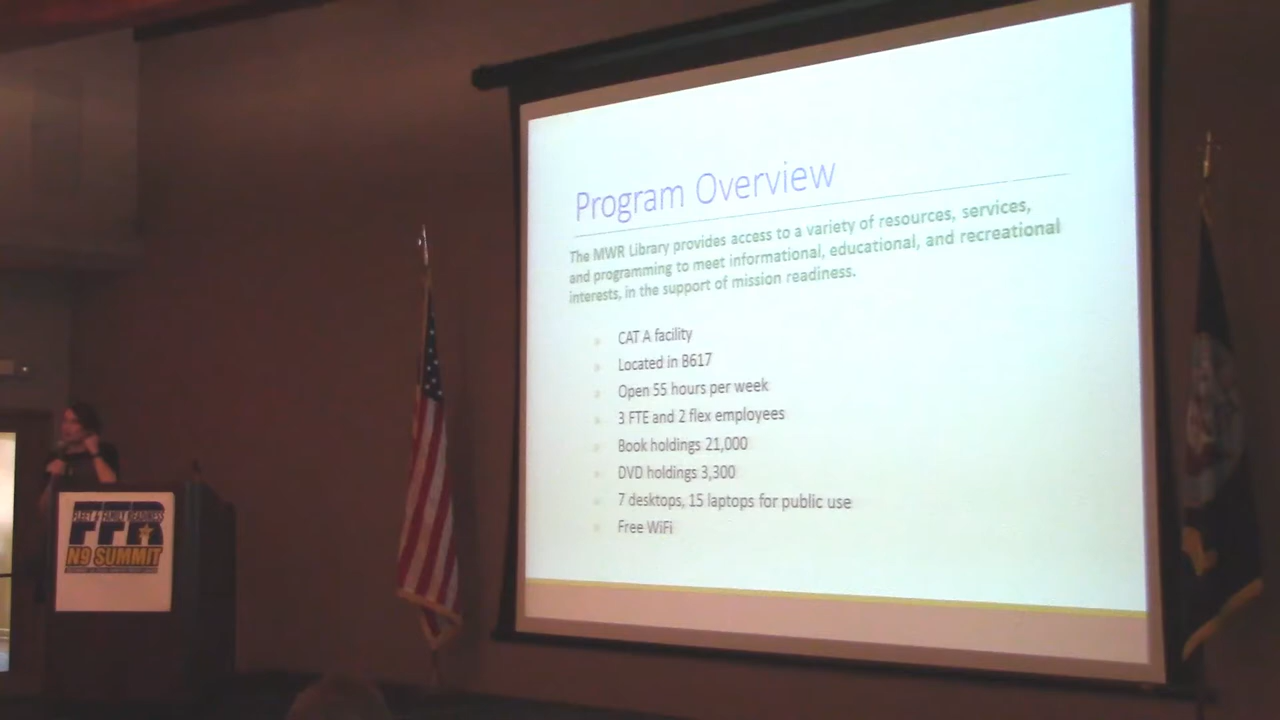 Program Overview
The MWR Library provides access to a variety of resources, services,
and programming to meet informational, educational, and recreational
interests, in the support of mission readiness.
CAT A facility
Located in B617
Open 55 hours per week
3 FTE and 2 flex employees
Book holdings 21,000
DVD holdings 3,300
7 desktops, 15 laptops for public use
Free WiFi
FLEET & FAMILY READINESS
FFR
N9 SUMMIT